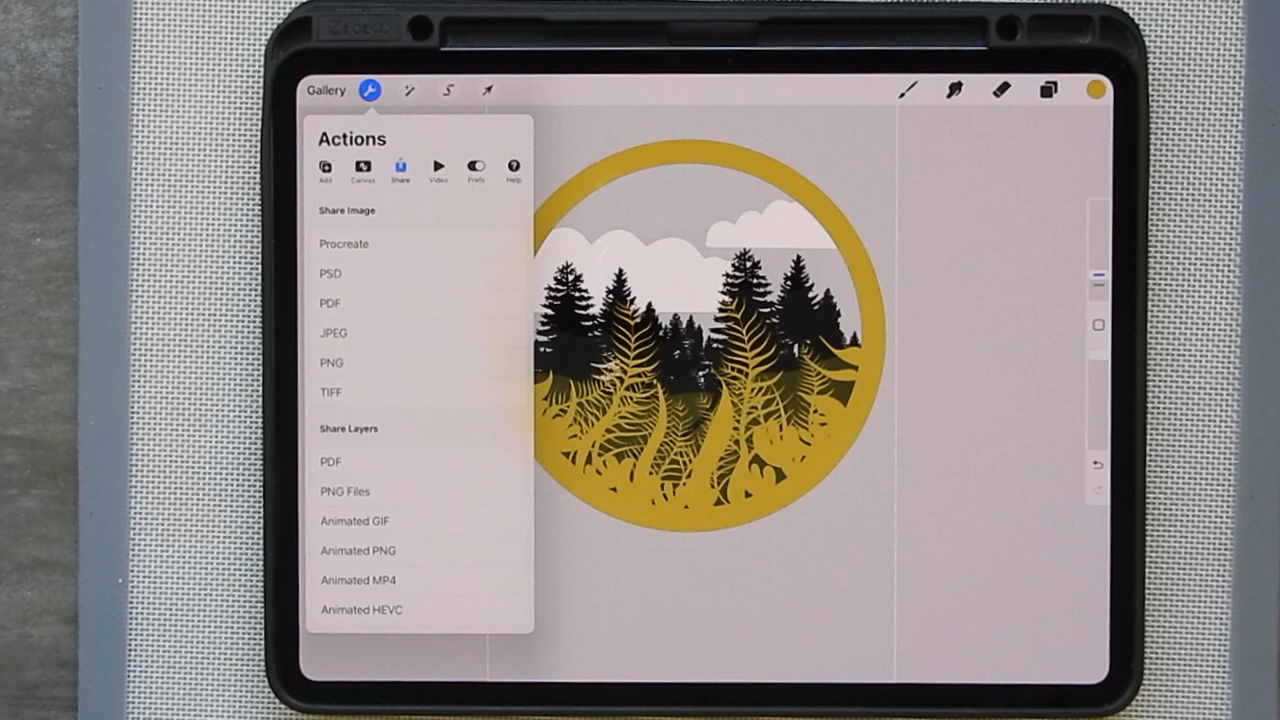 Gallery
Actions
Add Canvas Share Video Prefs Help
Share Image
Procreate
PSD
PDF
JPEG
PNG
TIFF
Share Layers
PDF
PNG Files
Animated GIF
Animated PNG
Animated MP4
Animated HEVC